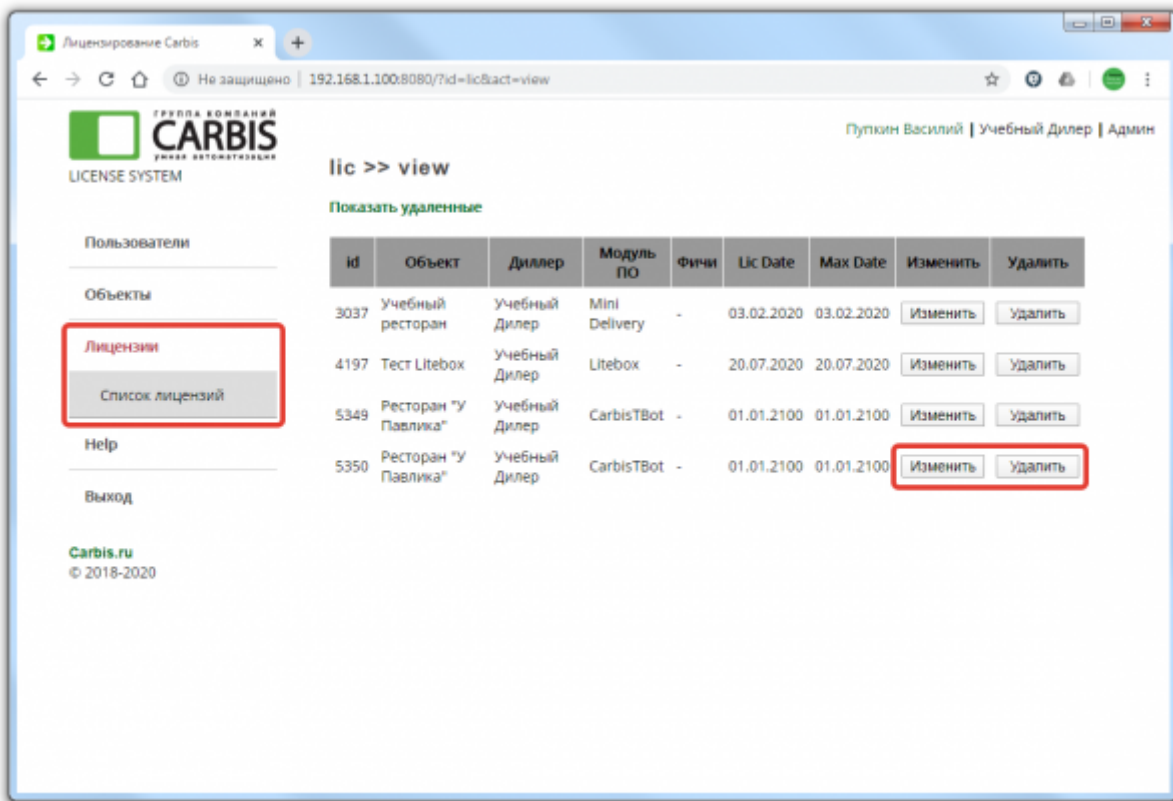 Лицензирование Carbis
Не защищено | 192.168.1.100:8080/?id=lic&act=view
ГРУППА КОМПАНИЙ
CARBIS
умная автоматизация
LICENSE SYSTEM
Пупкин Василий | Учебный Дилер | Админ
lic >> view
Показать удаленные
Пользователи
Объекты
Лицензии
Список лицензий
Help
Выход
Carbis.ru
© 2018-2020
id Объект Диллер Модуль ПО Фичи Lic Date Max Date Изменить Удалить
3037 Учебный ресторан Учебный Дилер Mini Delivery - 03.02.2020 03.02.2020 Изменить Удалить
4197 Тест Litebox Учебный Дилер Litebox - 20.07.2020 20.07.2020 Изменить Удалить
5349 Ресторан "У Павлика" Учебный Дилер CarbisTBot - 01.01.2100 01.01.2100 Изменить Удалить
5350 Ресторан "У Павлика" Учебный Дилер CarbisTBot - 01.01.2100 01.01.2100 Изменить Удалить